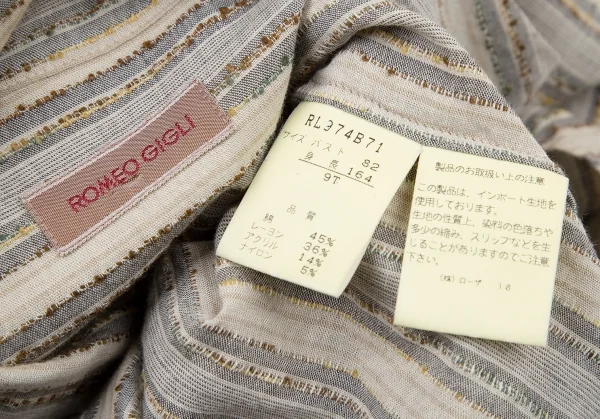 ROMEO GIGLI
RL374B71
サイズ バスト 82
身長 164
9T
品質
綿 45%
レーヨン 36%
アクリル 14%
ナイロン 5%
製品のお取扱い上の注意
この製品は、インポート生地を
使用しております。
生地の性質上、染料の色落ちや
多少の縮み、スリップなどを生
じることがありますのでご注意
下さい。
(株) ローザ 16